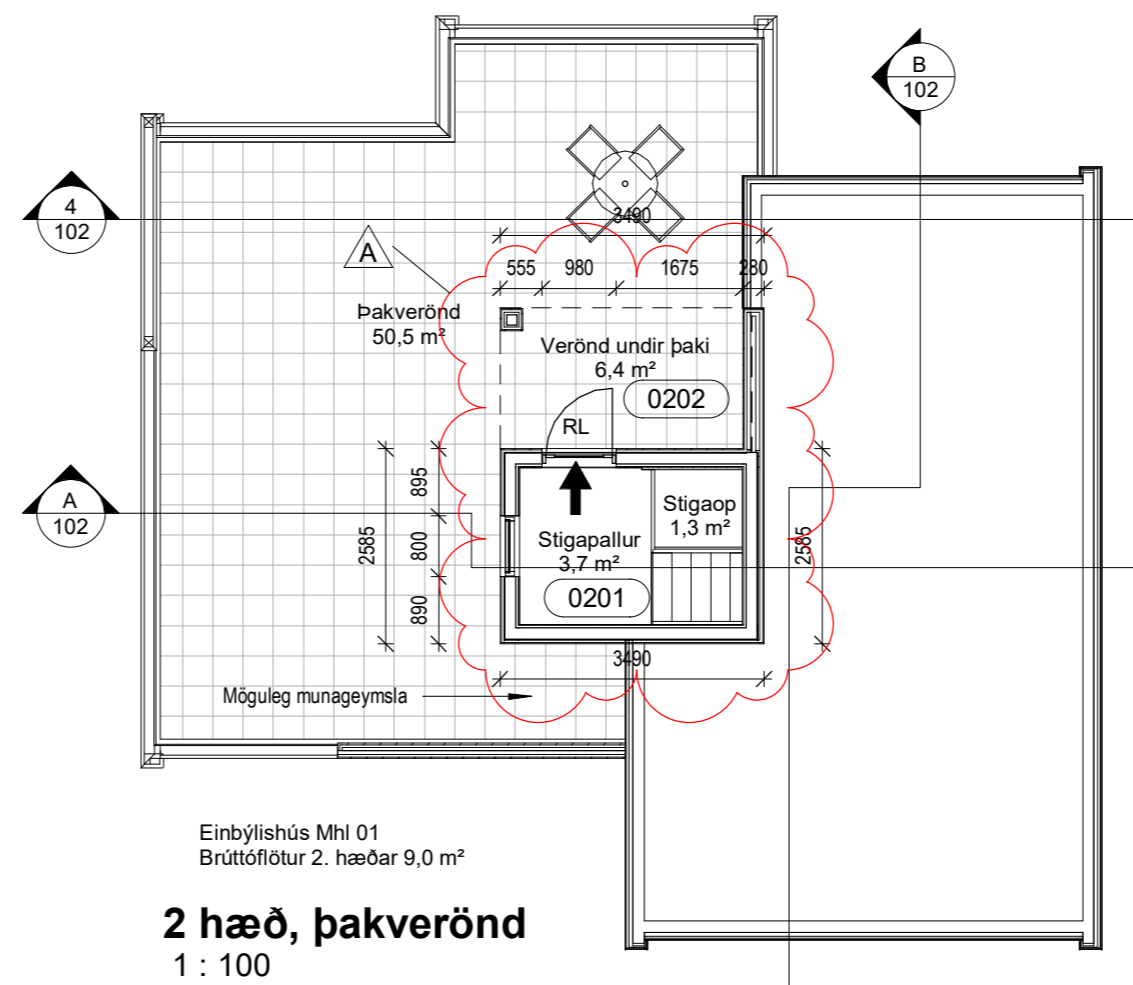 B
102
4
102
A
3490
555
980
1675
280
Þakverönd
50,5 m²
Verönd undir þaki
6,4 m²
0202
RL
895
A
102
2585
800
890
Stigaop
1,3 m²
Stigapallur
3,7 m²
0201
2585
3490
Möguleg munageymsla
Einbýlishús Mhl 01
Brúttóflötur 2. hæðar 9,0 m²
2 hæð, þakverönd
1 : 100